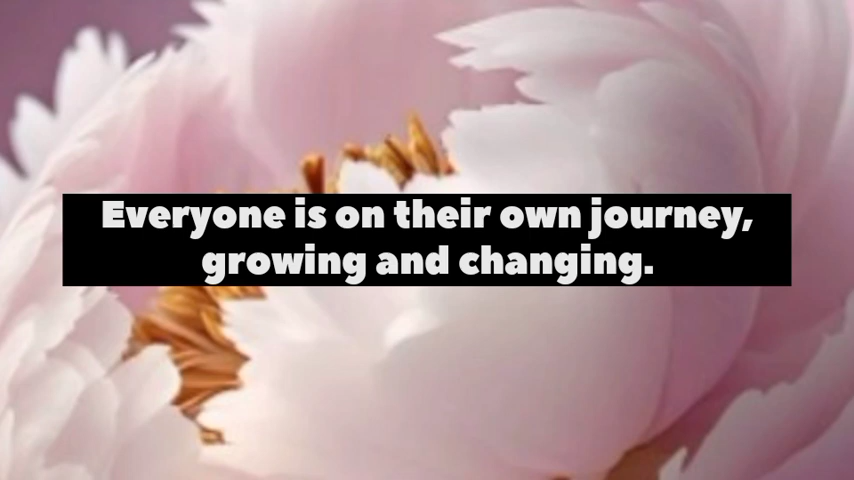 Everyone is on their own journey,
growing and changing.